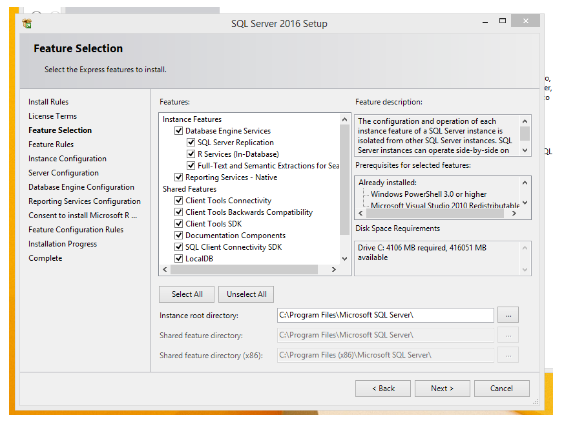 SQL Server 2016 Setup
Feature Selection
Select the Express features to install.
Install Rules
License Terms
Feature Selection
Feature Rules
Instance Configuration
Server Configuration
Database Engine Configuration
Reporting Services Configuration
Consent to install Microsoft R ...
Feature Configuration Rules
Installation Progress
Complete
Features:
Instance Features
Database Engine Services
SQL Server Replication
R Services (In-Database)
Full-Text and Semantic Extractions for Sea
Reporting Services - Native
Shared Features
Client Tools Connectivity
Client Tools Backwards Compatibility
Client Tools SDK
Documentation Components
SQL Client Connectivity SDK
LocalDB
Feature description:
The configuration and operation of each
instance feature of a SQL Server instance is
isolated from other SQL Server instances. SQL
Server instances can operate side-by-side on
Prerequisites for selected features:
Already installed:
Windows PowerShell 3.0 or higher
Microsoft Visual Studio 2010 Redistributable
Disk Space Requirements
Drive C: 4106 MB required, 416051 MB
available
Select All
Unselect All
Instance root directory:
C:\Program Files\Microsoft SQL Server\
...
Shared feature directory:
C:\Program Files\Microsoft SQL Server\
...
Shared feature directory (x86):
C:\Program Files (x86)\Microsoft SQL Server\
...
< Back
Next >
Cancel
o,
er,
to
QL